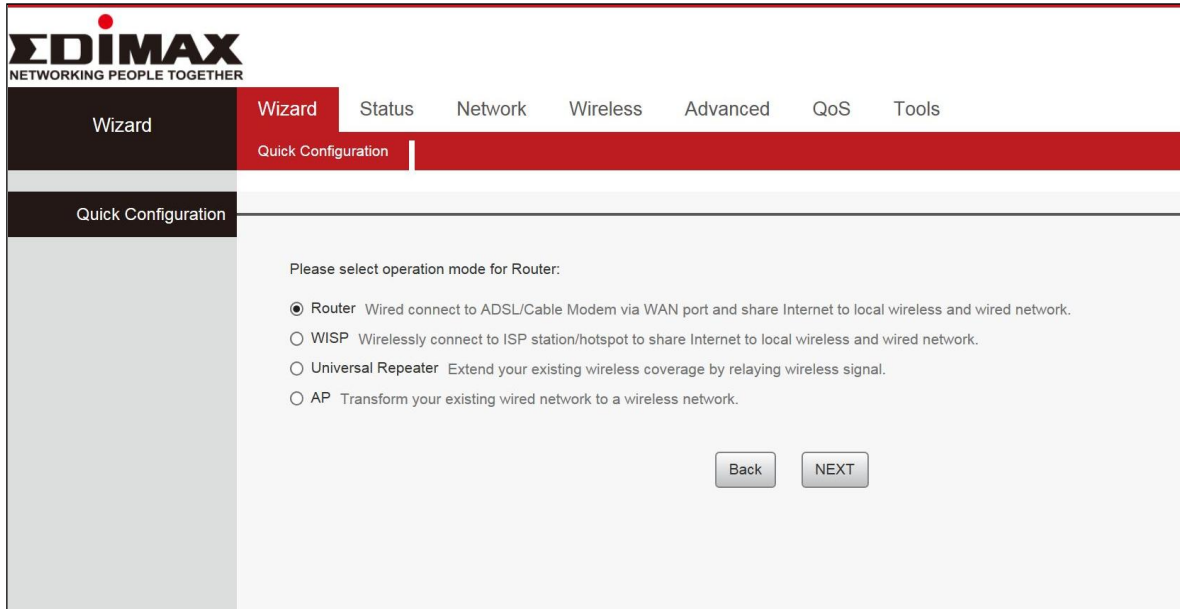 EDiMAX
NETWORKING PEOPLE TOGETHER
Wizard
Wizard Status Network Wireless Advanced QoS Tools
Quick Configuration
Quick Configuration
Please select operation mode for Router:
Router Wired connect to ADSL/Cable Modem via WAN port and share Internet to local wireless and wired network.
WISP Wirelessly connect to ISP station/hotspot to share Internet to local wireless and wired network.
Universal Repeater Extend your existing wireless coverage by relaying wireless signal.
AP Transform your existing wired network to a wireless network.
Back NEXT